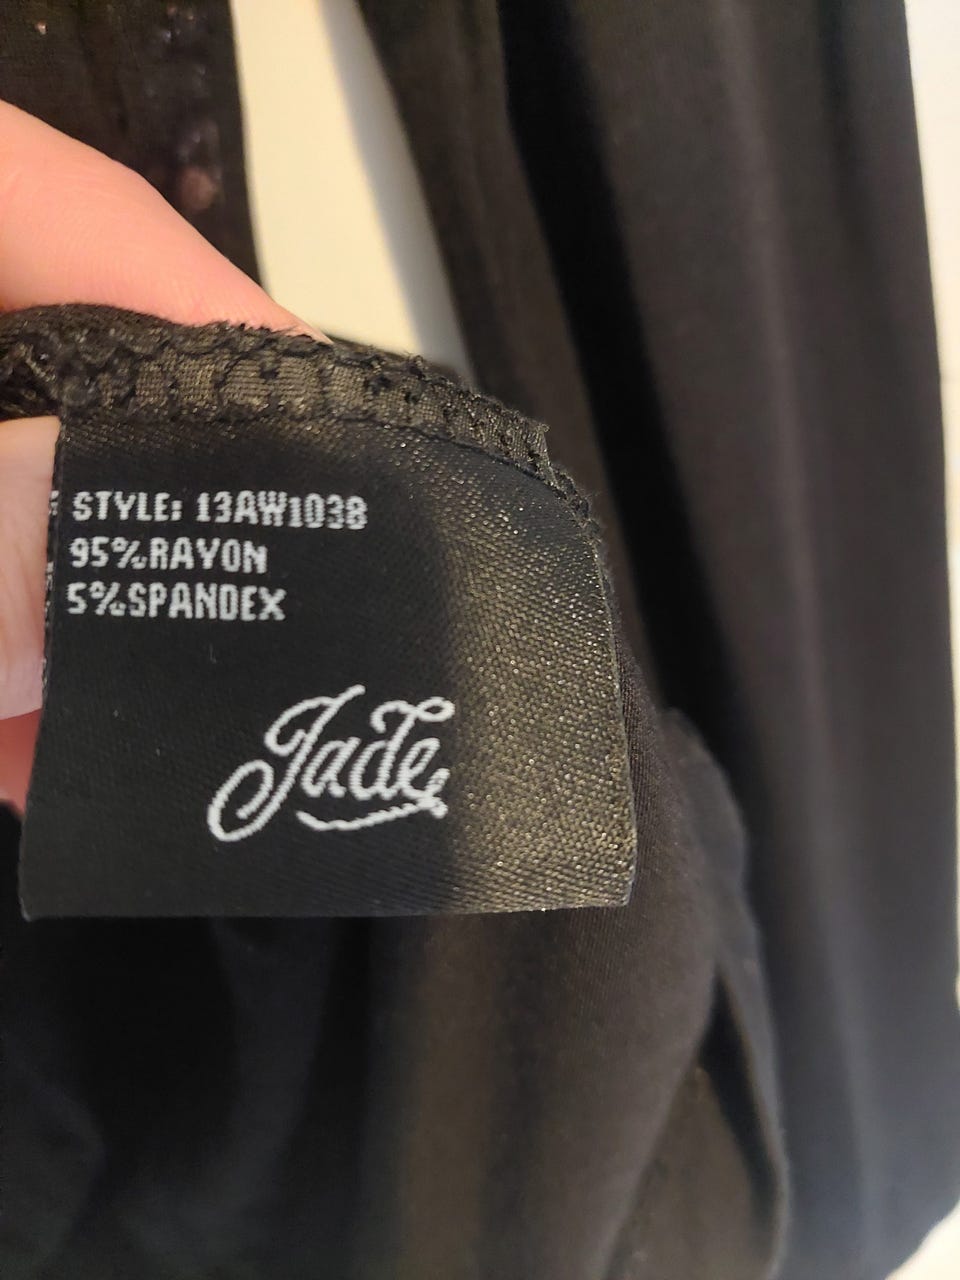 STYLE: 13AW1038
95%RAYON
5%SPANDEX
Jade